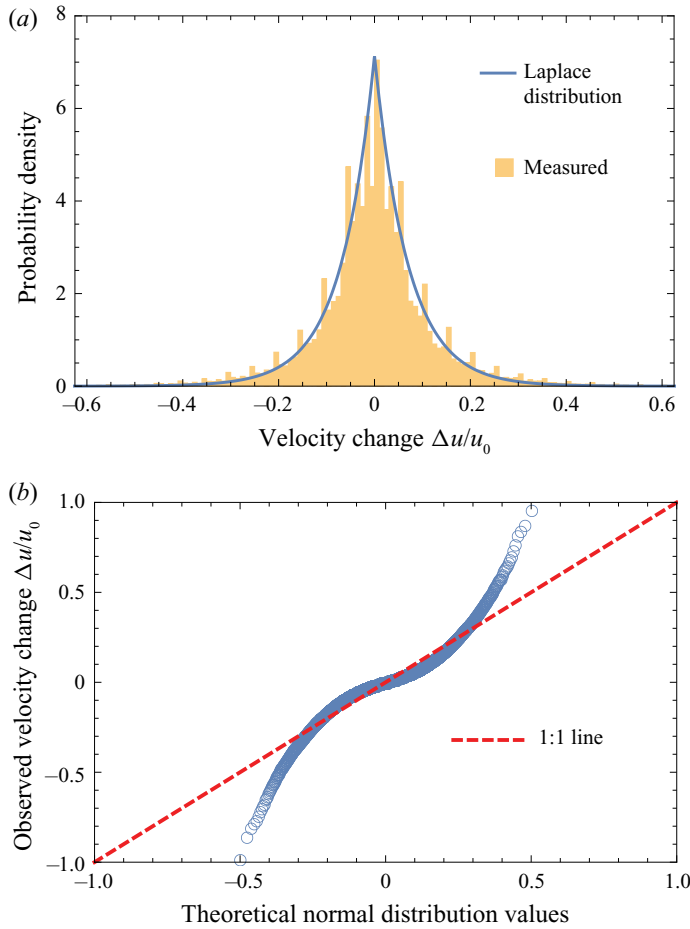 (a)
8
6
4
2
0
Probability density
Laplace
distribution
Measured
−0.6
−0.4
−0.2
0
0.2
0.4
0.6
Velocity change Δu/u0
(b)
1.0
0.5
0
−0.5
−1.0
Observed velocity change Δu/u0
1:1 line
−1.0
−0.5
0
0.5
1.0
Theoretical normal distribution values